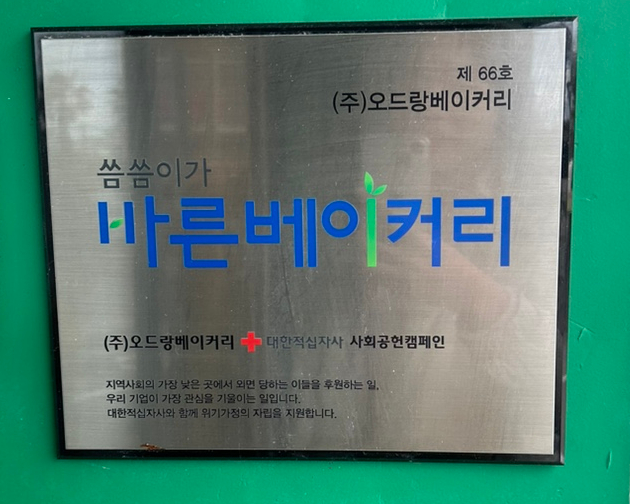 제 66호
(주)오드랑베이커리
씀씀이가
바른베이커리
(주)오드랑베이커리 대한적십자사 사회공헌캠페인
지역사회의 가장 낮은 곳에서 외면 당하는 이들을 후원하는 일,
우리 기업이 가장 관심을 기울이는 일입니다.
대한적십자사와 함께 위기가정의 자립을 지원합니다.